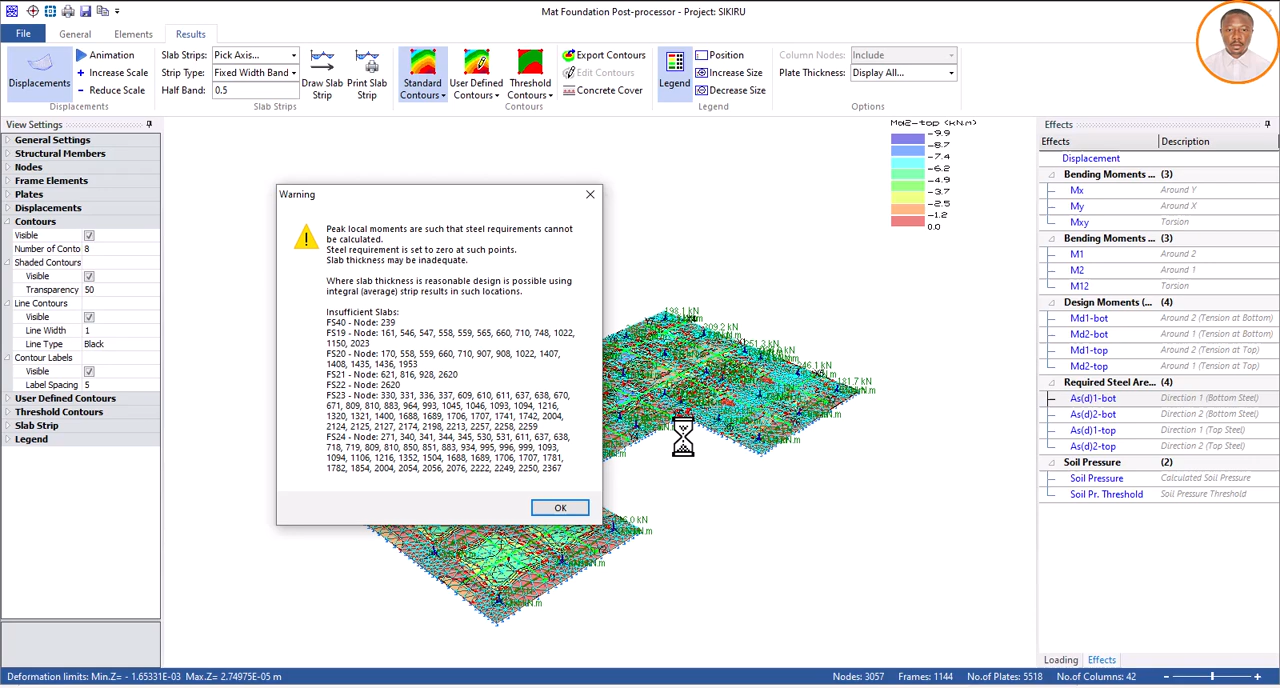 Mat Foundation Post-processor - Project: SIKIRU
File General Elements Results
Displacements
Animation
Increase Scale
Reduce Scale
Displacements
Slab Strips: Pick Axis...
Strip Type: Fixed Width Band
Half Band: 0.5
Draw Slab Strip
Print Slab Strip
Slab Strips
Standard Contours
User Defined Contours
Threshold Contours
Export Contours
Edit Contours
Concrete Cover
Contours
Legend
Position
Increase Size
Decrease Size
Legend
Column Nodes: Include
Plate Thickness: Display All...
Options
View Settings
General Settings
Structural Members
Nodes
Frame Elements
Plates
Displacements
Contours
Visible
Number of Conto 8
Shaded Contours
Visible
Transparency 50
Line Contours
Visible
Line Width 1
Line Type Black
Contour Labels
Visible
Label Spacing 5
User Defined Contours
Threshold Contours
Slab Strip
Legend
Warning
Peak local moments are such that steel requirements cannot
be calculated.
Steel requirement is set to zero at such points.
Slab thickness may be inadequate.
Where slab thickness is reasonable design is possible using
integral (average) strip results in such locations.
Insufficient Slabs:
FS40 - Node: 239
FS19 - Node: 161, 546, 547, 558, 559, 565, 660, 710, 748, 1022,
1150, 2023
FS20 - Node: 170, 558, 559, 660, 710, 907, 908, 1022, 1407,
1408, 1435, 1436, 1953
FS21 - Node: 621, 816, 928, 2620
FS22 - Node: 2620
FS23 - Node: 330, 331, 336, 337, 609, 610, 611, 637, 638, 670,
671, 809, 810, 883, 964, 993, 1045, 1046, 1093, 1094, 1216,
1320, 1321, 1400, 1688, 1689, 1706, 1707, 1741, 1742, 2004,
2124, 2125, 2127, 2174, 2198, 2213, 2257, 2258, 2259
FS24 - Node: 271, 340, 341, 344, 345, 530, 531, 611, 637, 638,
718, 719, 809, 810, 850, 851, 883, 934, 995, 996, 999, 1093,
1094, 1106, 1216, 1352, 1504, 1688, 1689, 1706, 1707, 1781,
1782, 1854, 2004, 2054, 2056, 2076, 2222, 2249, 2250, 2367
OK
Md2-top (kN.m)
-9.9
-8.7
-7.4
-6.2
-4.9
-3.7
-2.5
-1.2
0.0
Effects
Effects Description
Displacement
Bending Moments ... (3)
Mx Around Y
My Around X
Mxy Torsion
Bending Moments ... (3)
M1 Around 2
M2 Around 1
M12 Torsion
Design Moments (... (4)
Md1-bot Around 2 (Tension at Bottom)
Md2-bot Around 1 (Tension at Bottom)
Md1-top Around 2 (Tension at Top)
Md2-top Around 1 (Tension at Top)
Required Steel Are... (4)
As(d)1-bot Direction 1 (Bottom Steel)
As(d)2-bot Direction 2 (Bottom Steel)
As(d)1-top Direction 1 (Top Steel)
As(d)2-top Direction 2 (Top Steel)
Soil Pressure (2)
Soil Pressure Calculated Soil Pressure
Soil Pr. Threshold Soil Pressure Threshold
Loading Effects
Deformation limits: Min.Z= - 1.65331E-03 Max.Z= 2.74975E-05 m
Nodes: 3057 Frames: 1144 No.of Plates: 5518 No.of Columns: 42